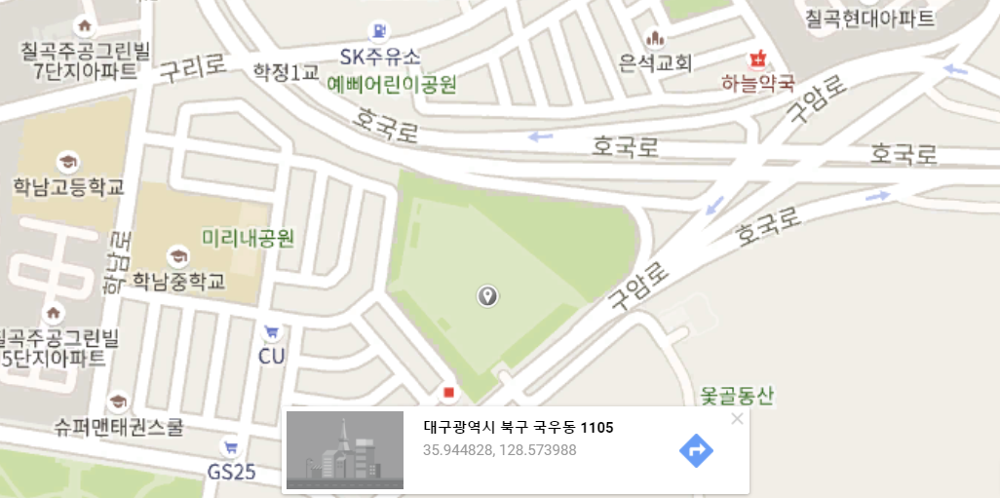 칠곡현대아파트
칠곡주공그린빌
7단지아파트
구리로
학정1교
SK주유소
예삐어린이공원
은석교회
하늘약국
구암로
호국로
호국로
호국로
학남고등학교
미리내공원
학남로
학남중학교
호국로
구암로
칠곡주공그린빌
5단지아파트
CU
옻골동산
슈퍼맨태권스쿨
GS25
대구광역시 북구 국우동 1105
35.944828, 128.573988